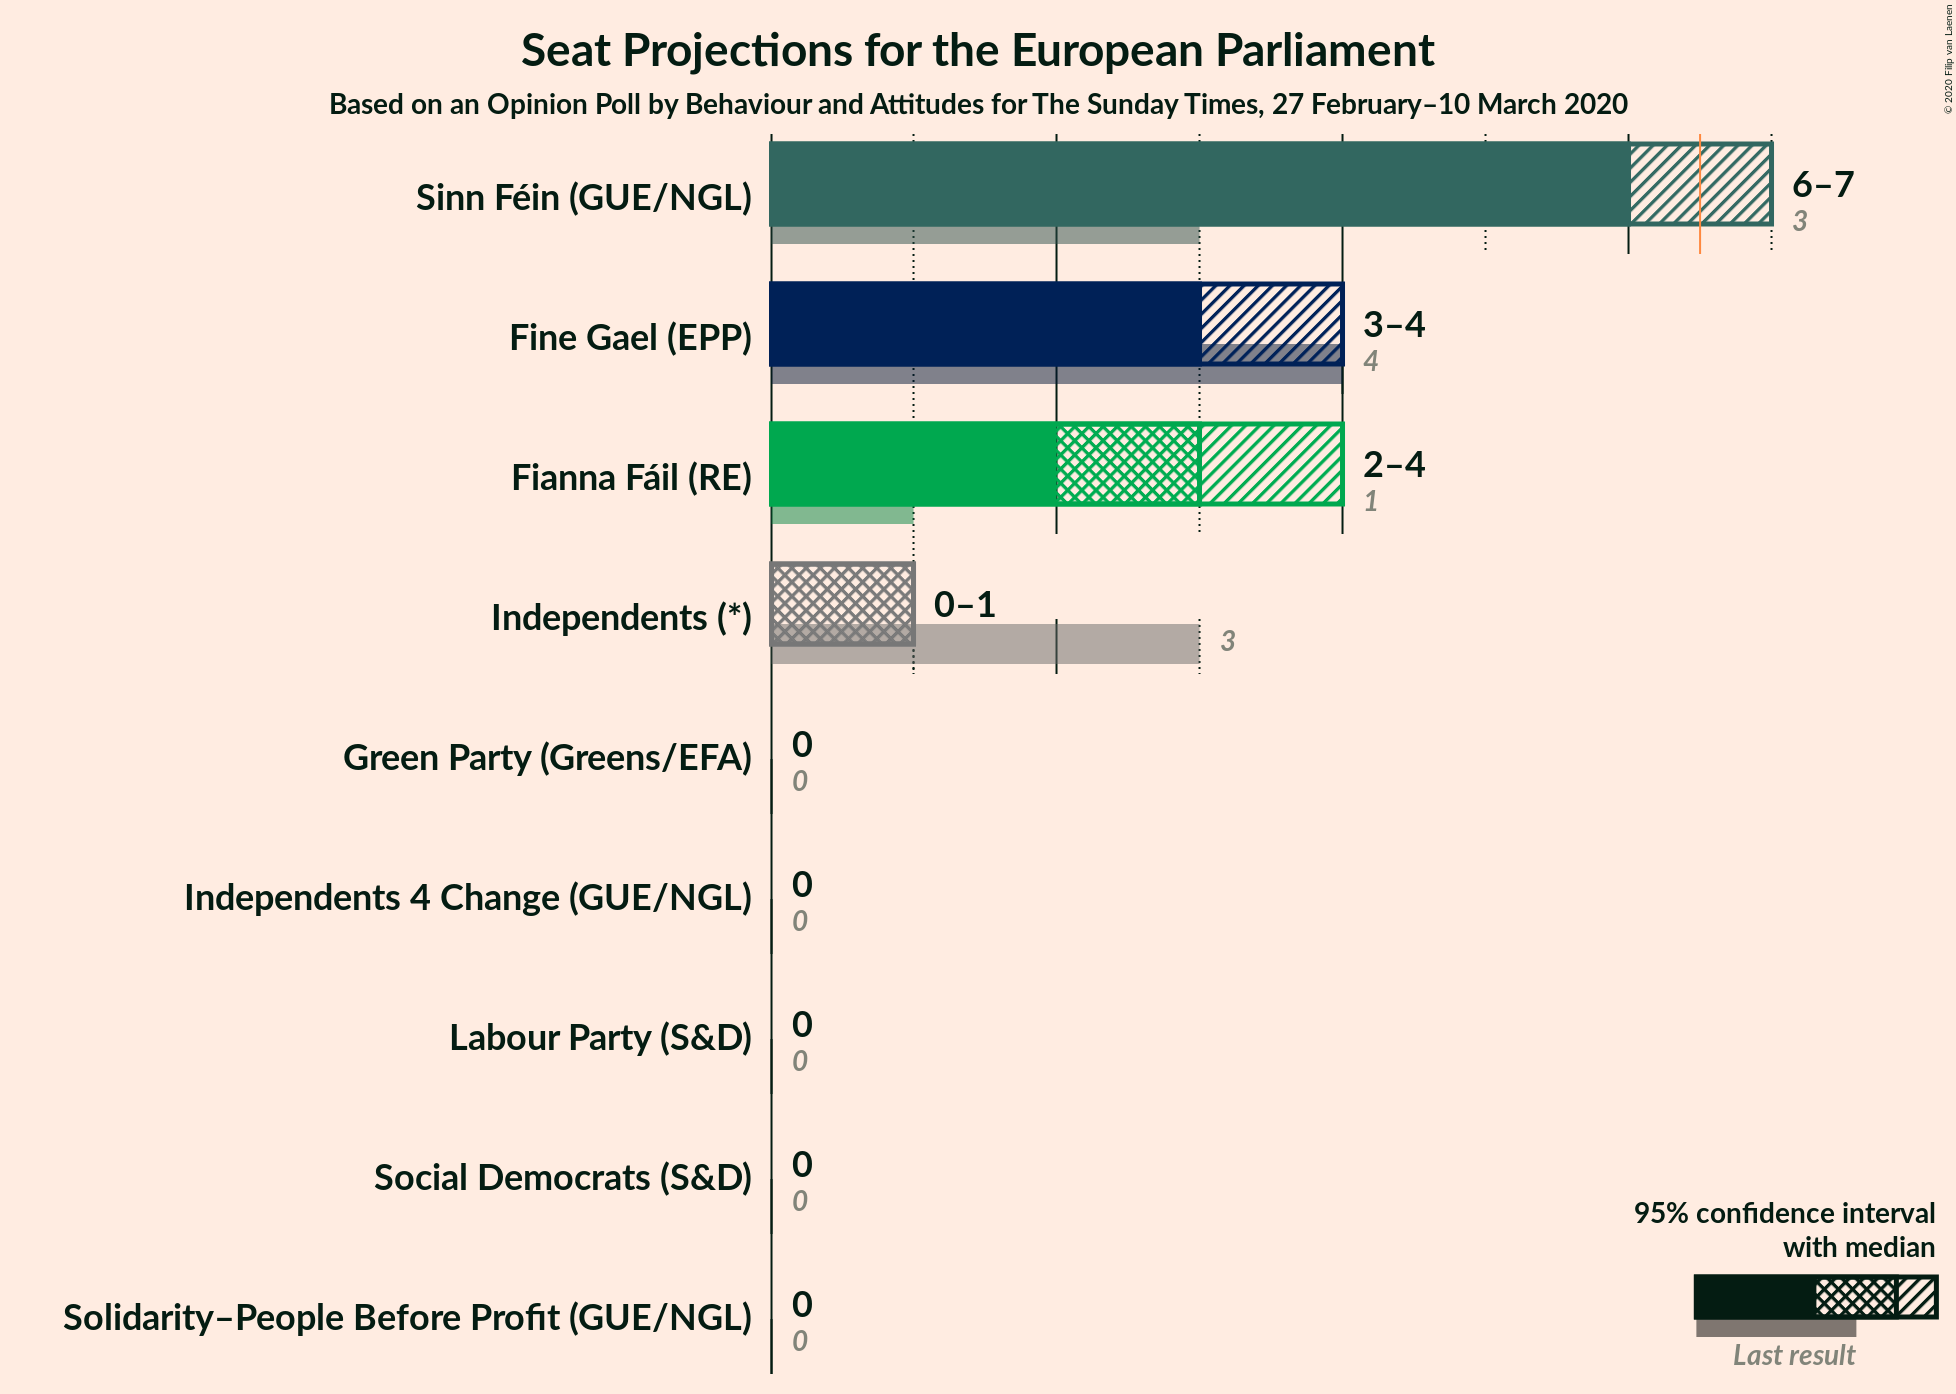 Seat Projections for the European Parliament
Based on an Opinion Poll by Behaviour and Attitudes for The Sunday Times, 27 February–10 March 2020
© 2020 Filip van Laenen
Sinn Féin (GUE/NGL)
6–7
3
Fine Gael (EPP)
3–4
4
Fianna Fáil (RE)
2–4
1
Independents (*)
0–1
3
Green Party (Greens/EFA)
0
0
Independents 4 Change (GUE/NGL)
0
0
Labour Party (S&D)
0
0
Social Democrats (S&D)
0
0
Solidarity–People Before Profit (GUE/NGL)
0
0
95% confidence interval
with median
Last result